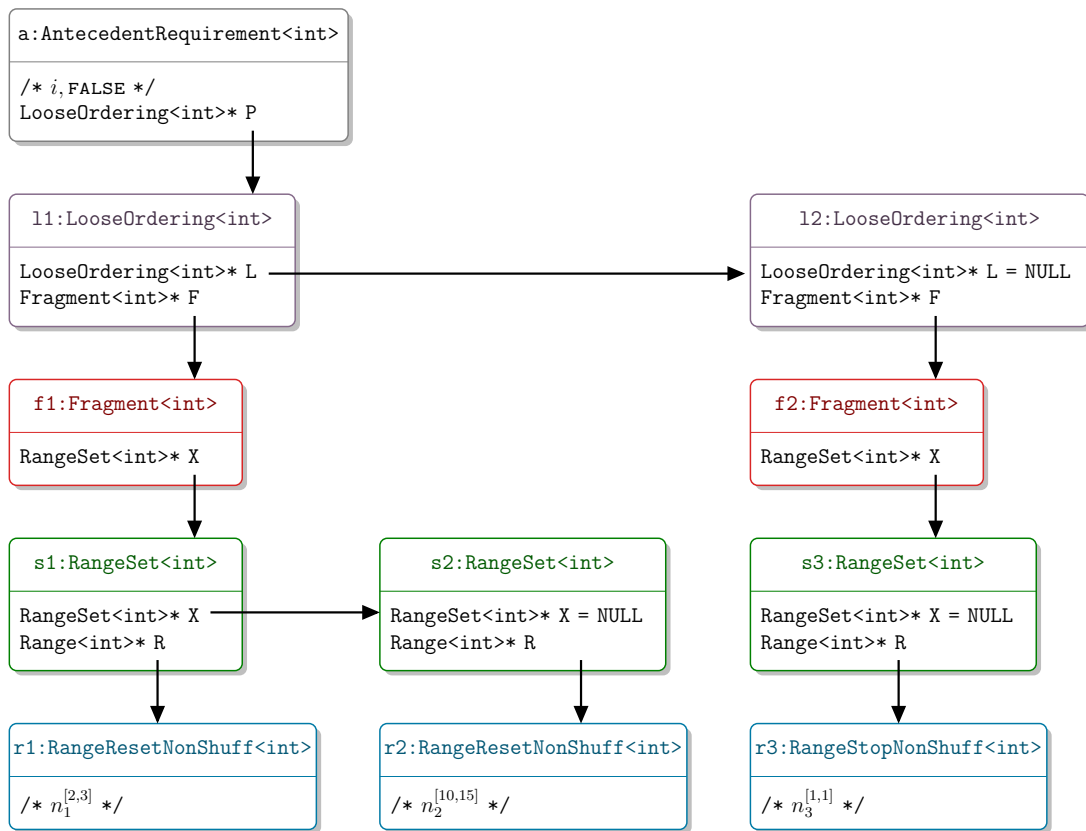 a:AntecedentRequirement<int>
/* i, FALSE */
LooseOrdering<int>* P
l1:LooseOrdering<int>
LooseOrdering<int>* L
Fragment<int>* F
l2:LooseOrdering<int>
LooseOrdering<int>* L = NULL
Fragment<int>* F
f1:Fragment<int>
RangeSet<int>* X
f2:Fragment<int>
RangeSet<int>* X
s1:RangeSet<int>
RangeSet<int>* X
Range<int>* R
s2:RangeSet<int>
RangeSet<int>* X = NULL
Range<int>* R
s3:RangeSet<int>
RangeSet<int>* X = NULL
Range<int>* R
r1:RangeResetNonShuff<int>
/* n_1^{[2,3]} */
r2:RangeResetNonShuff<int>
/* n_2^{[10,15]} */
r3:RangeStopNonShuff<int>
/* n_3^{[1,1]} */